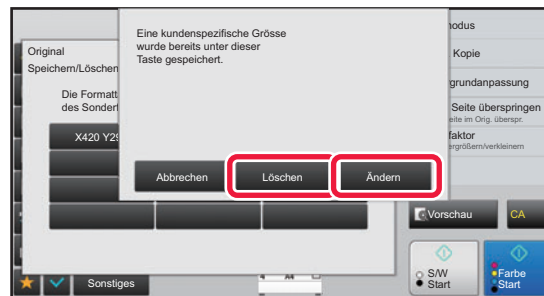 Original
Speichern/Löschen
Die Formatt
des Sonderf
X420 Y29
Eine kundenspezifische Grösse
wurde bereits unter dieser
Taste gespeichert.
Abbrechen
Löschen
Ändern
nodus
Kopie
grundanpassung
Seite überspringen
eite im Orig. überspr.
faktor
ergrößern/verkleinern
Vorschau
CA
S/W
Start
Farbe
Start
Sonstiges
A4